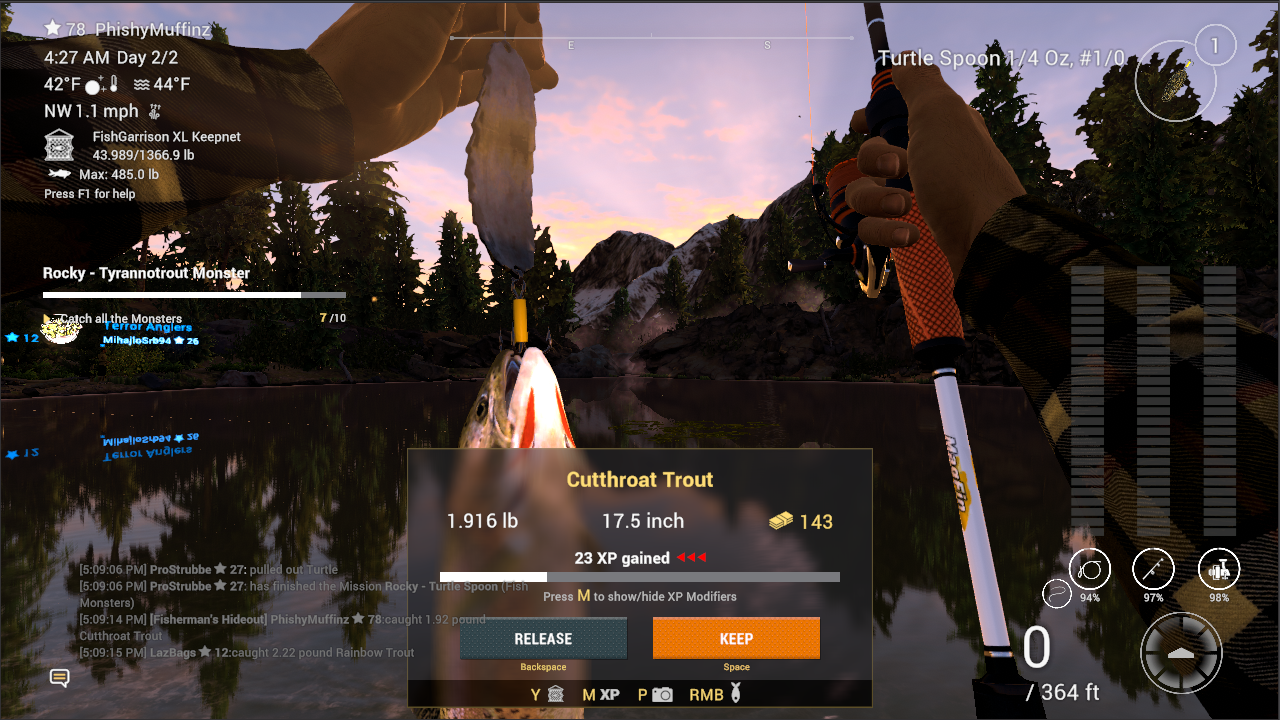 78 PhishyMuffinz
4:27 AM Day 2/2
42°F 44°F
NW 1.1 mph
FishGarrison XL Keepnet
43.989/1366.9 lb
Max: 485.0 lb
Press F1 for help
E S
Turtle Spoon 1/4 Oz, #1/0
1
Rocky - Tyrannotrout Monster
Catch all the Monsters 7 /10
Terror Anglers
12 MihajloSrb94 ★ 26
MihajloSrb94 ★ 26
12 Terror Anglers
MagFin
Cutthroat Trout
1.916 lb 17.5 inch 143
23 XP gained
Press M to show/hide XP Modifiers
RELEASE KEEP
Backspace Space
Y M XP P RMB
[5:09:06 PM] ProStrubbe ★ 27: pulled out Turtle
[5:09:06 PM] ProStrubbe ★ 27: has finished the Mission Rocky - Turtle Spoon (Fish
Monsters)
[5:09:14 PM] [Fisherman's Hideout] PhishyMuffinz ★ 78:caught 1.92 pound
Cutthroat Trout
[5:09:15 PM] LazBags ★ 12:caught 2.22 pound Rainbow Trout
94% 97% 98%
0
/ 364 ft